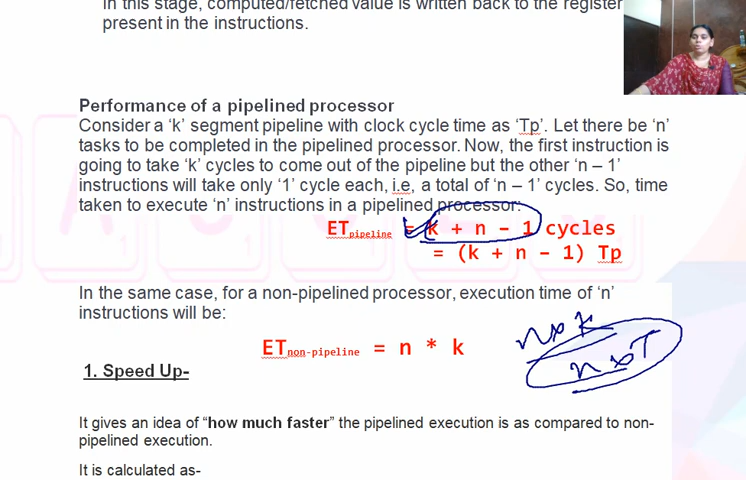 In this stage, computed/fetched value is written back to the register
present in the instructions.
Performance of a pipelined processor
Consider a ‘k’ segment pipeline with clock cycle time as ‘Tp’. Let there be ‘n’
tasks to be completed in the pipelined processor. Now, the first instruction is
going to take ‘k’ cycles to come out of the pipeline but the other ‘n – 1’
instructions will take only ‘1’ cycle each, i.e, a total of ‘n – 1’ cycles. So, time
taken to execute ‘n’ instructions in a pipelined processor:
ETpipeline = k + n – 1 cycles
= (k + n – 1) Tp
In the same case, for a non-pipelined processor, execution time of ‘n’
instructions will be:
n x k
ETnon-pipeline = n * k
n x T
1. Speed Up-
It gives an idea of “how much faster” the pipelined execution is as compared to non-
pipelined execution.
It is calculated as-